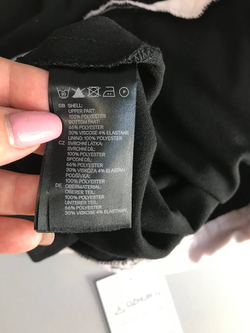 GB SHELL:
UPPER PART:
100% POLYESTER
BOTTOM PART:
66% POLYESTER
30% VISCOSE 4% ELASTANE
LINING: 100% POLYESTER
CZ SVRCHNÍ LÁTKA:
SVRCHNÍ DÍL:
100% POLYESTER
SPODNÍ DÍL:
66% POLYESTER
30% VISKÓZA 4% ELASTAN
PODŠÍVKA:
100% POLYESTER
DE OBERMATERIAL:
OBERER TEIL:
100% POLYESTER
UNTERER TEIL:
66% POLYESTER
30% VISKOSE 4% ELASTHAN